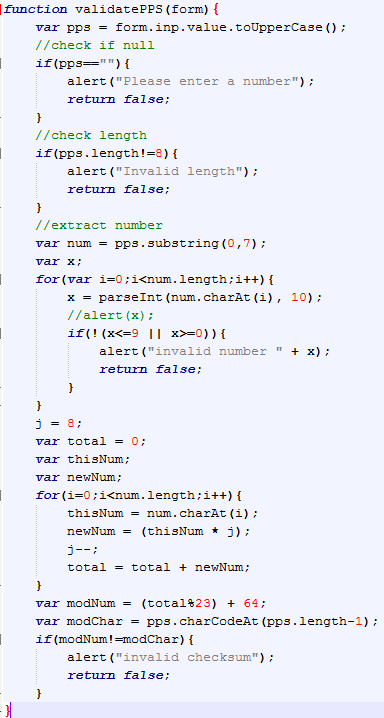 function validatePPS(form){
    var pps = form.inp.value.toUpperCase();
    //check if null
    if(pps==""){
        alert("Please enter a number");
        return false;
    }
    //check length
    if(pps.length!=8){
        alert("Invalid length");
        return false;
    }
    //extract number
    var num = pps.substring(0,7);
    var x;
    for(var i=0;i<num.length;i++){
        x = parseInt(num.charAt(i), 10);
        //alert(x);
        if(!(x<=9 || x>=0)){
            alert("invalid number " + x);
            return false;
        }
    }
    j = 8;
    var total = 0;
    var thisNum;
    var newNum;
    for(i=0;i<num.length;i++){
        thisNum = num.charAt(i);
        newNum = (thisNum * j);
        j--;
        total = total + newNum;
    }
    var modNum = (total%23) + 64;
    var modChar = pps.charCodeAt(pps.length-1);
    if(modNum!=modChar){
        alert("invalid checksum");
        return false;
    }
}